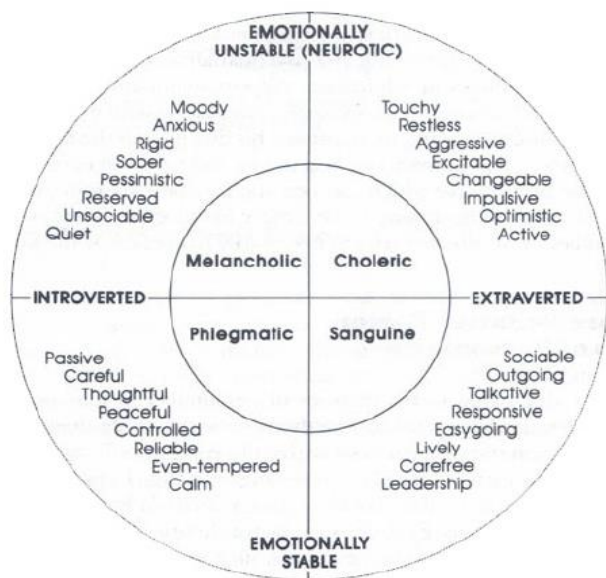 EMOTIONALLY
UNSTABLE (NEUROTIC)
Moody
Anxious
Rigid
Sober
Pessimistic
Reserved
Unsociable
Quiet
Touchy
Restless
Aggressive
Excitable
Changeable
Impulsive
Optimistic
Active
Melancholic
Choleric
INTROVERTED
EXTRAVERTED
Phlegmatic
Sanguine
Passive
Careful
Thoughtful
Peaceful
Controlled
Reliable
Even-tempered
Calm
Sociable
Outgoing
Talkative
Responsive
Easygoing
Lively
Carefree
Leadership
EMOTIONALLY
STABLE